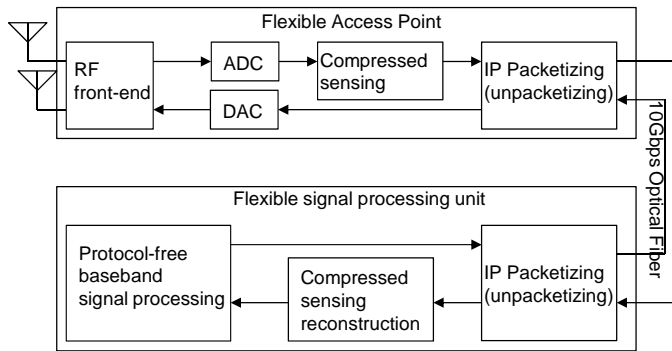 Flexible Access Point
RF
front-end
ADC
DAC
Compressed
sensing
IP Packetizing
(unpacketizing)
10Gbps Optical Fiber
Flexible signal processing unit
Protocol-free
baseband
signal processing
Compressed
sensing
reconstruction
IP Packetizing
(unpacketizing)